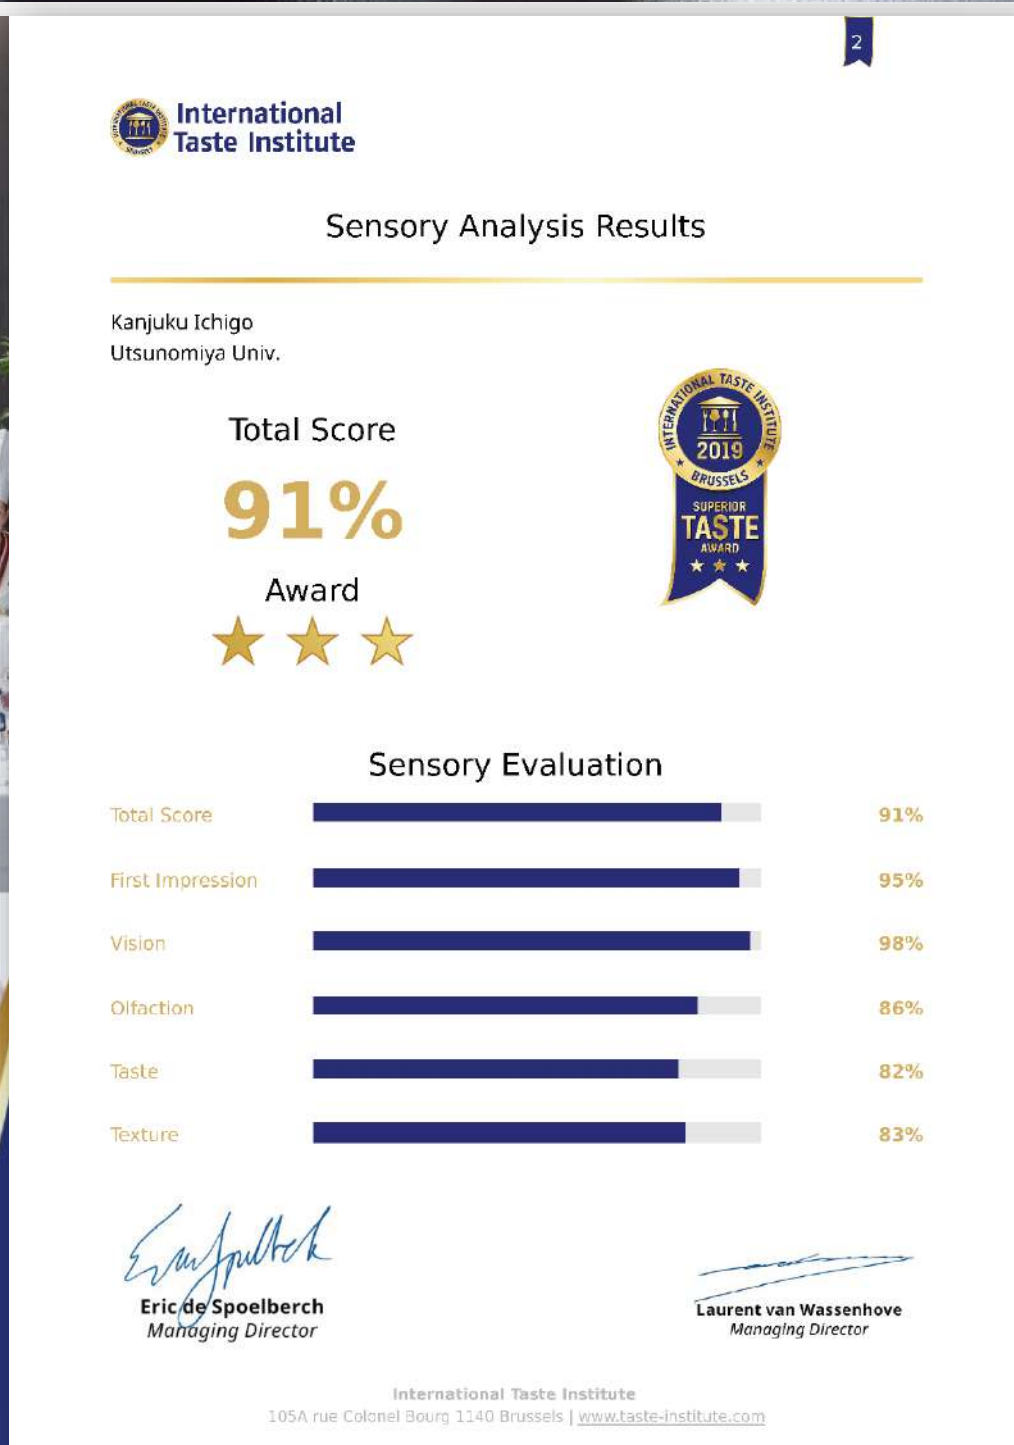 2
International
Taste Institute
Sensory Analysis Results
Kanjuku Ichigo
Utsunomiya Univ.
Total Score
91%
Award
INTERNATIONAL TASTE INSTITUTE
2019
BRUSSELS
SUPERIOR
TASTE
AWARD
Sensory Evaluation
Total Score 91%
First Impression 95%
Vision 98%
Olfaction 86%
Taste 82%
Texture 83%
Eric de Spoelberch
Managing Director
Laurent van Wassenhove
Managing Director
International Taste Institute
105A rue Colonel Bourg 1140 Brussels | www.taste-institute.com